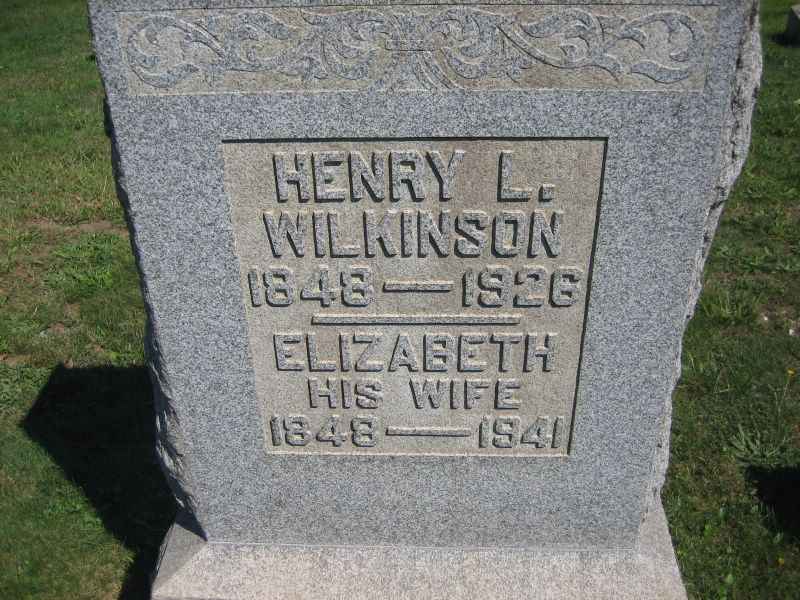 HENRY L.
WILKINSON
1848 — 1926
ELIZABETH
HIS WIFE
1848 — 1941